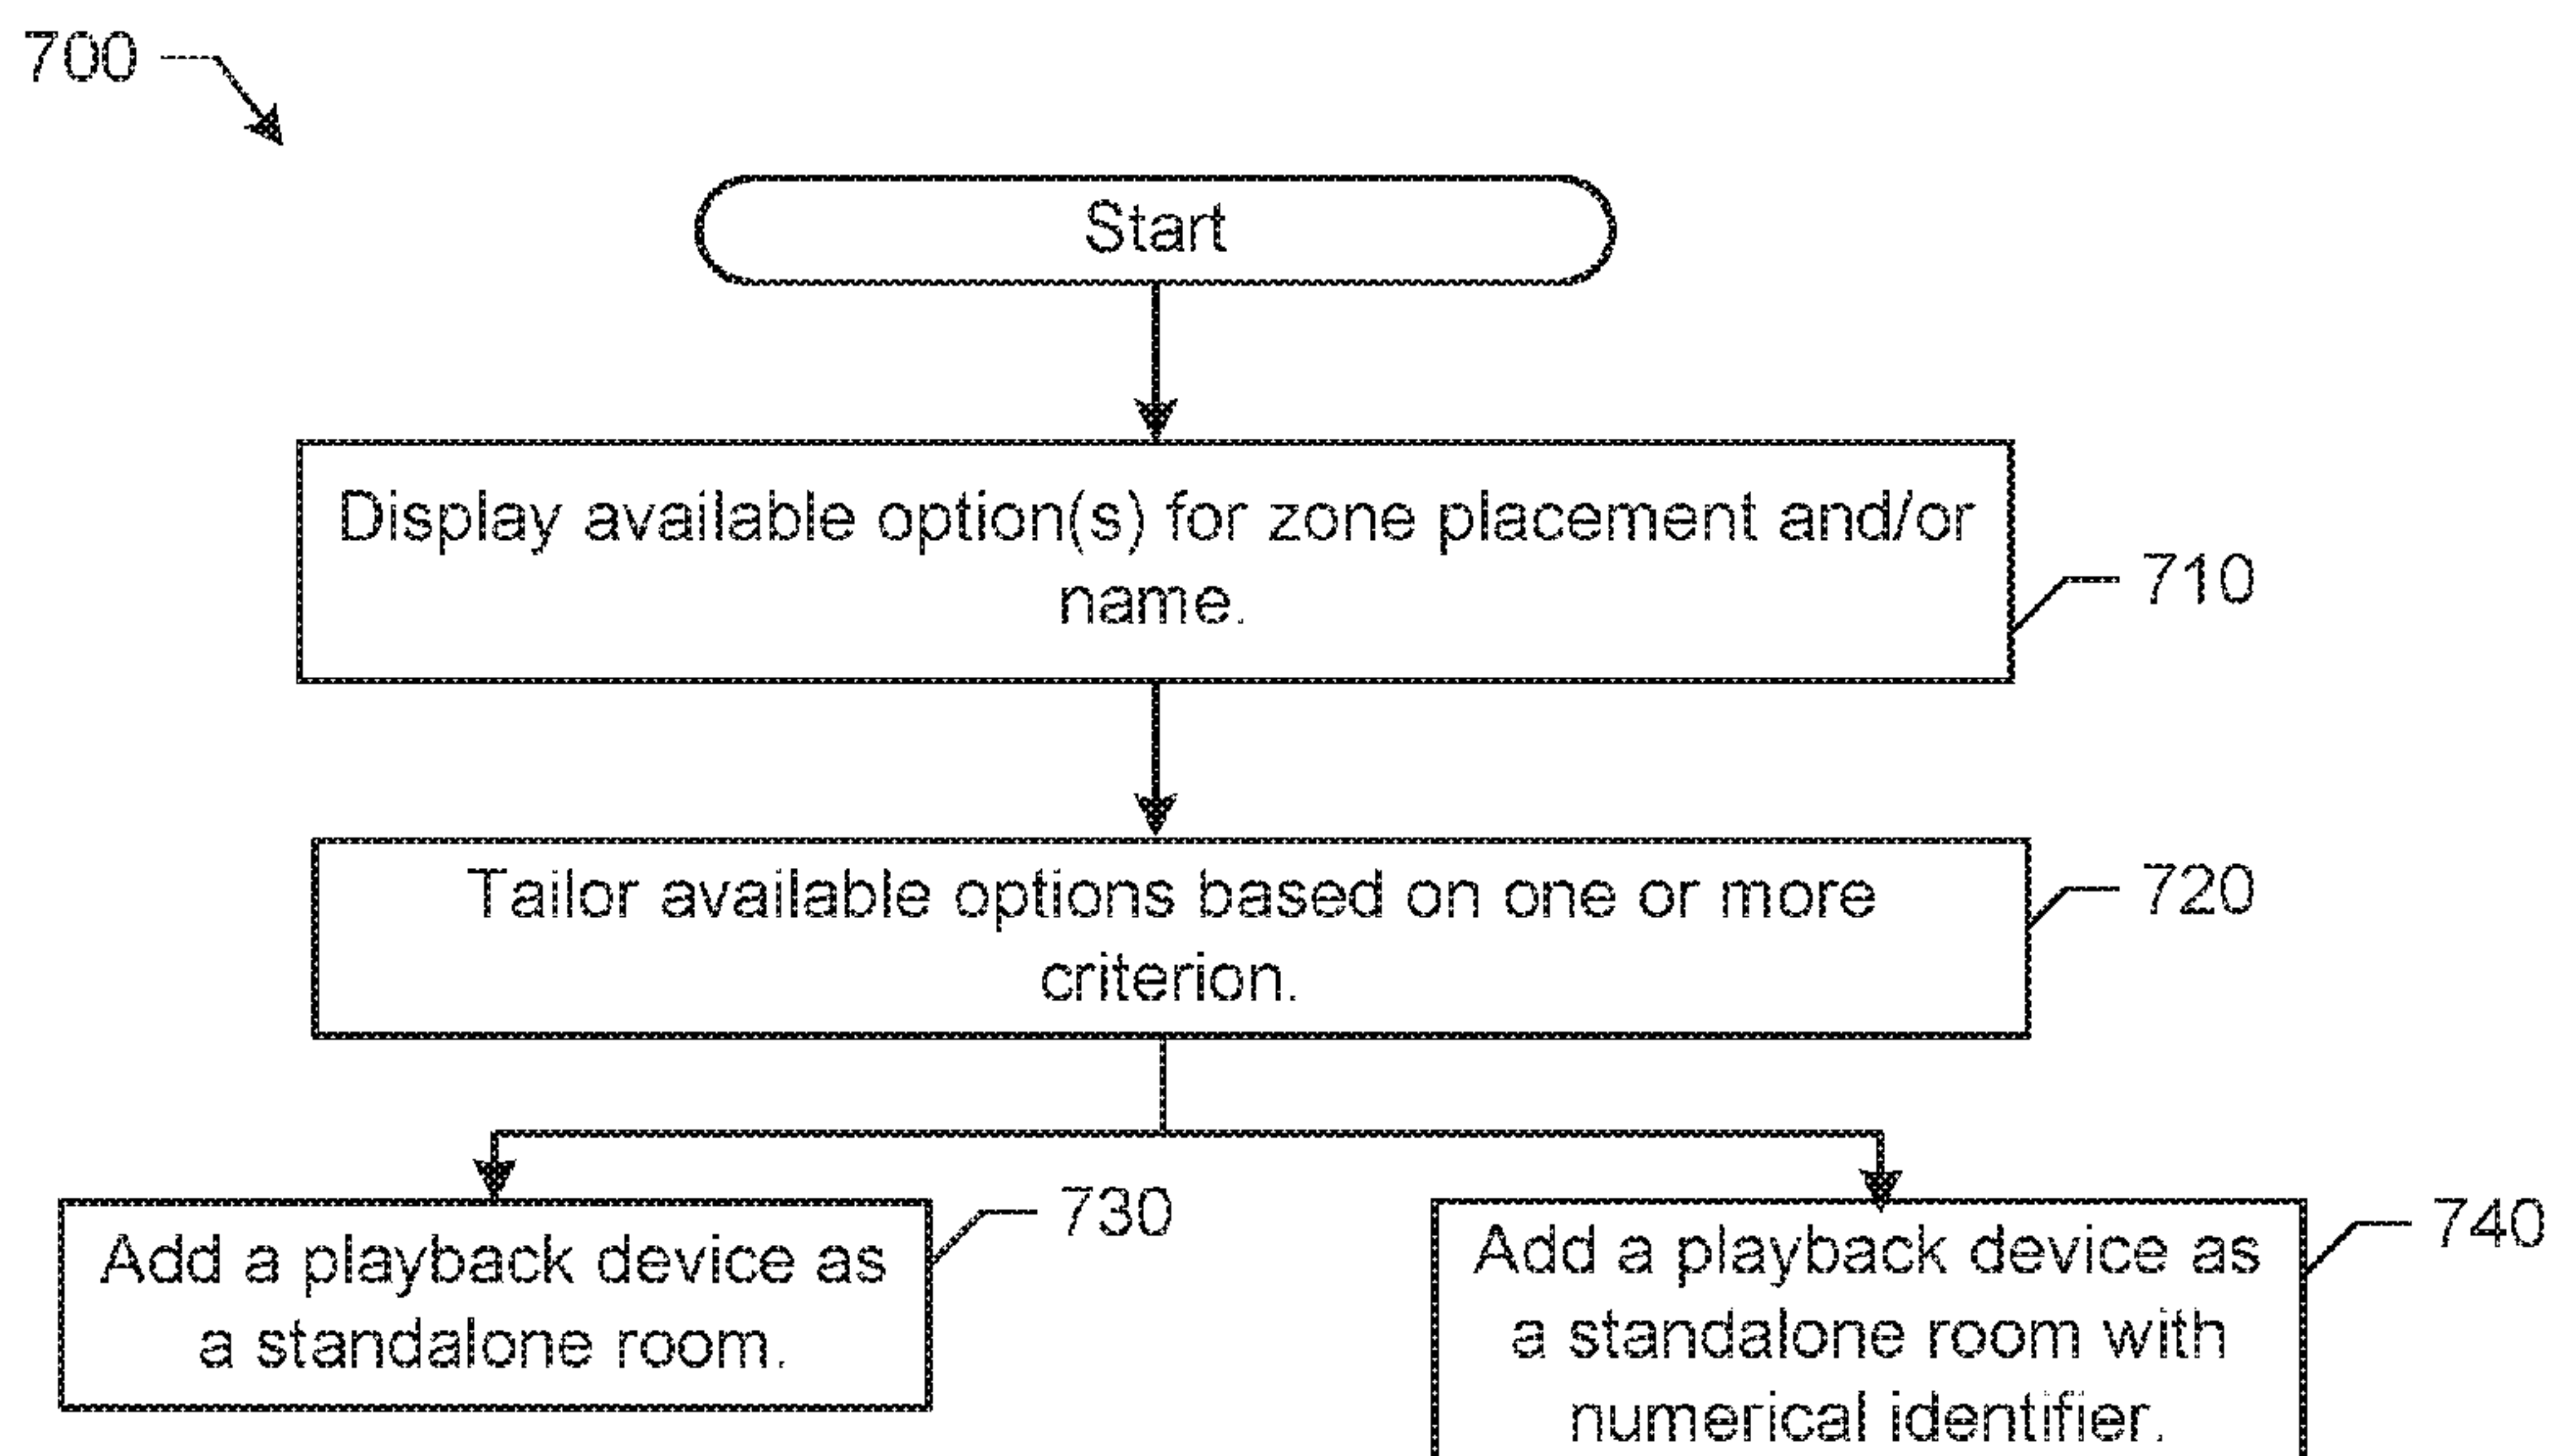 700
Start
Display available option(s) for zone placement and/or
name.
710
Tailor available options based on one or more
criterion.
720
Add a playback device as
a standalone room.
730
Add a playback device as
a standalone room with
numerical identifier.
740